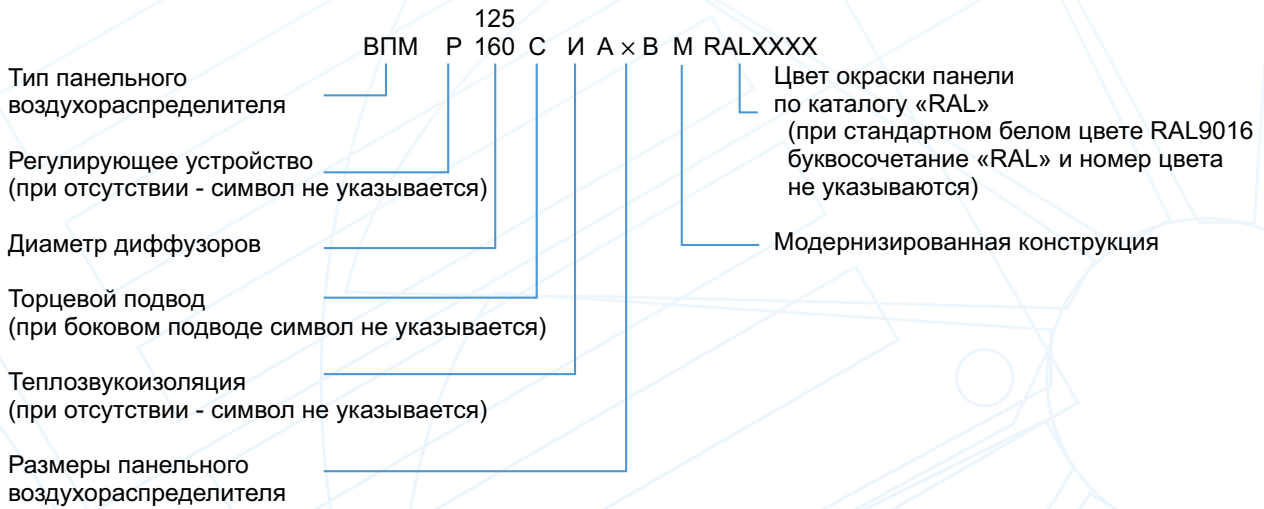 125
ВПМ Р 160 С И А × В М RALXXXX
Тип панельного
воздухораспределителя
Регулирующее устройство
(при отсутствии - символ не указывается)
Диаметр диффузоров
Торцевой подвод
(при боковом подводе символ не указывается)
Теплозвукоизоляция
(при отсутствии - символ не указывается)
Размеры панельного
воздухораспределителя
Цвет окраски панели
по каталогу «RAL»
(при стандартном белом цвете RAL9016
буквосочетание «RAL» и номер цвета
не указываются)
Модернизированная конструкция